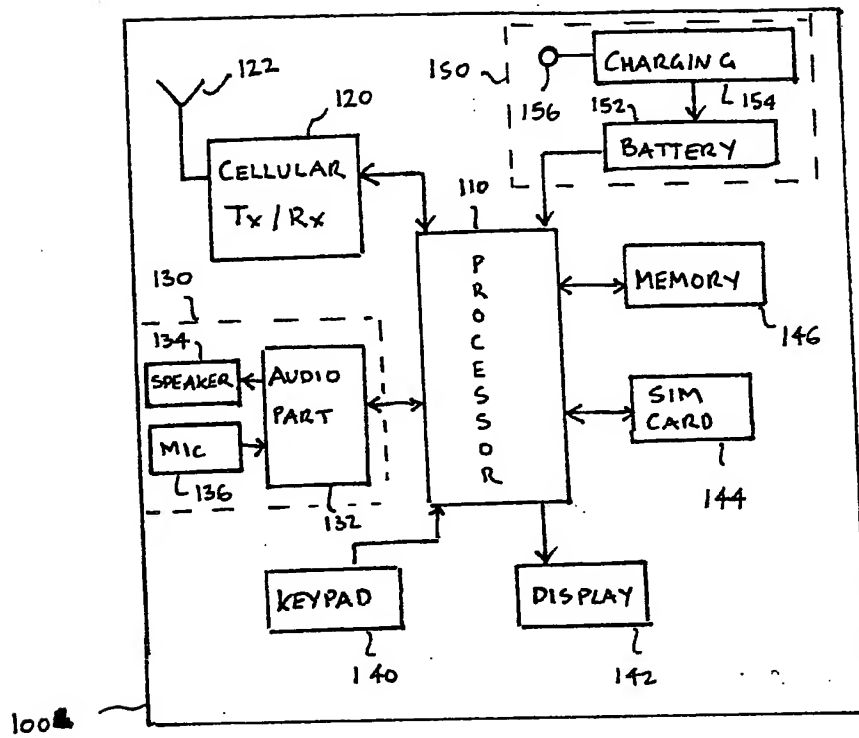 122
120
CELLULAR
Tx / Rx
150
156
CHARGING
154
152
BATTERY
110
PROCESSOR
MEMORY
146
SIM
CARD
144
130
134
SPEAKER
MIC
136
AUDIO
PART
132
KEYPAD
140
DISPLAY
142
100